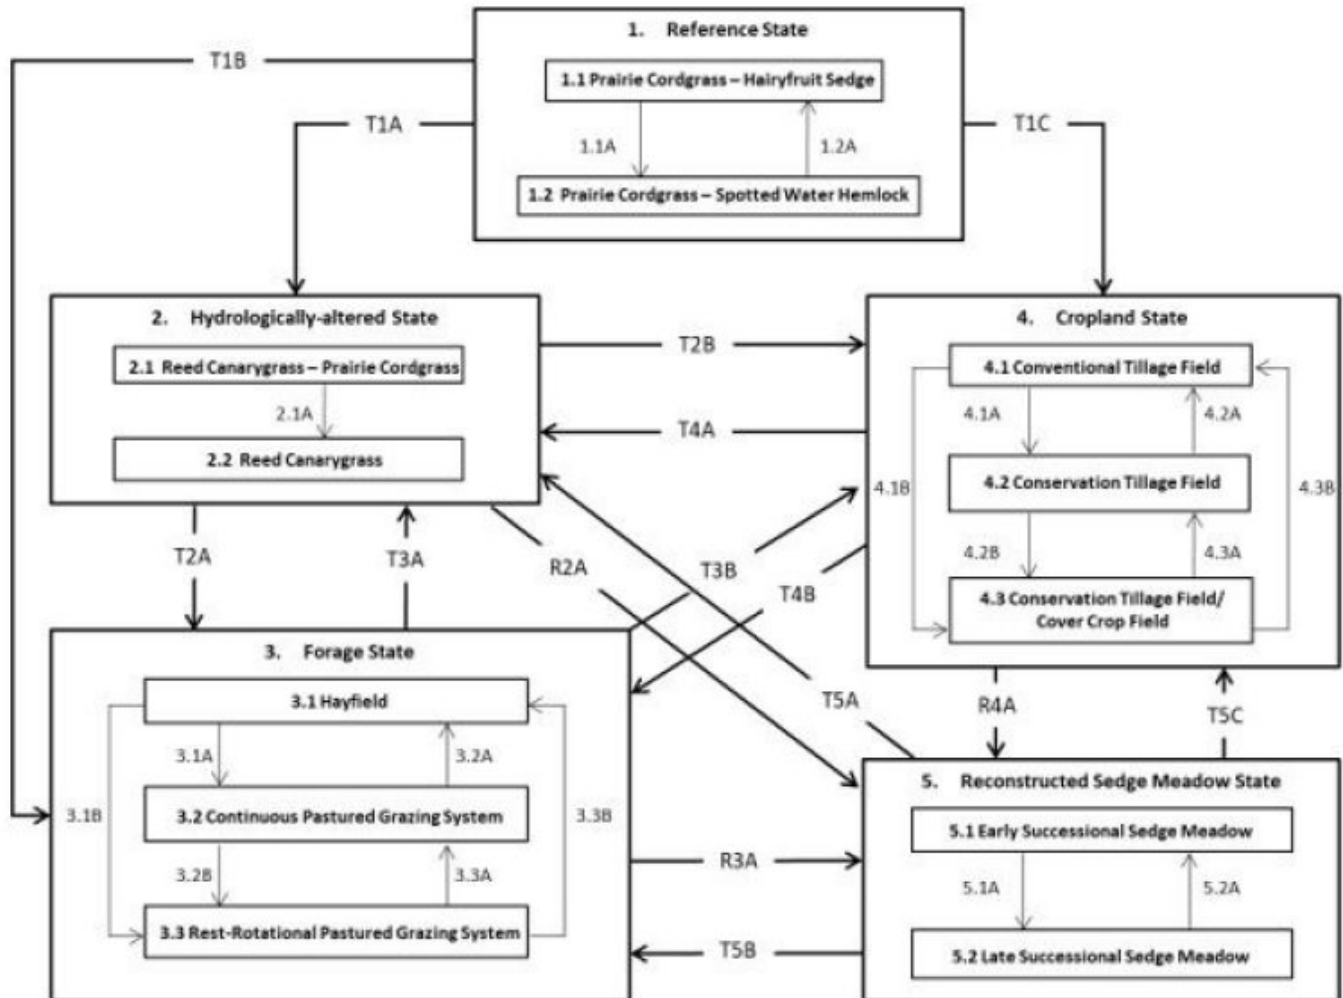 1. Reference State
T1B
1.1 Prairie Cordgrass – Hairyfruit Sedge
T1A
T1C
1.1A
1.2A
1.2 Prairie Cordgrass – Spotted Water Hemlock
2. Hydrologically-altered State
4. Cropland State
T2B
2.1 Reed Canarygrass – Prairie Cordgrass
4.1 Conventional Tillage Field
2.1A
4.1A
4.2A
T4A
2.2 Reed Canarygrass
4.2 Conservation Tillage Field
4.1B
4.3B
T2A
T3A
R2A
T3B
T4B
4.2B
4.3A
4.3 Conservation Tillage Field/
Cover Crop Field
3. Forage State
3.1 Hayfield
T5A
R4A
T5C
3.1A
3.2A
5. Reconstructed Sedge Meadow State
3.1B
3.2 Continuous Pastured Grazing System
3.3B
5.1 Early Successional Sedge Meadow
R3A
3.2B
3.3A
5.1A
5.2A
3.3 Rest-Rotational Pastured Grazing System
T5B
5.2 Late Successional Sedge Meadow